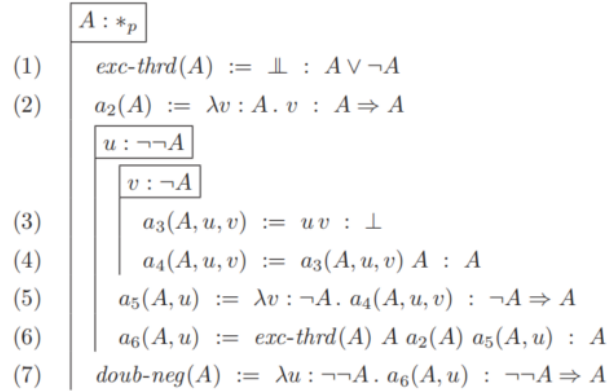 A : *ₚ
(1) exc-thrd(A) := ⫫ : A ∨ ¬A
(2) a₂(A) := λv : A . v : A ⇒ A
u : ¬¬A
v : ¬A
(3) a₃(A, u, v) := u v : ⊥
(4) a₄(A, u, v) := a₃(A, u, v) A : A
(5) a₅(A, u) := λv : ¬A . a₄(A, u, v) : ¬A ⇒ A
(6) a₆(A, u) := exc-thrd(A) A a₂(A) a₅(A, u) : A
(7) doub-neg(A) := λu : ¬¬A . a₆(A, u) : ¬¬A ⇒ A